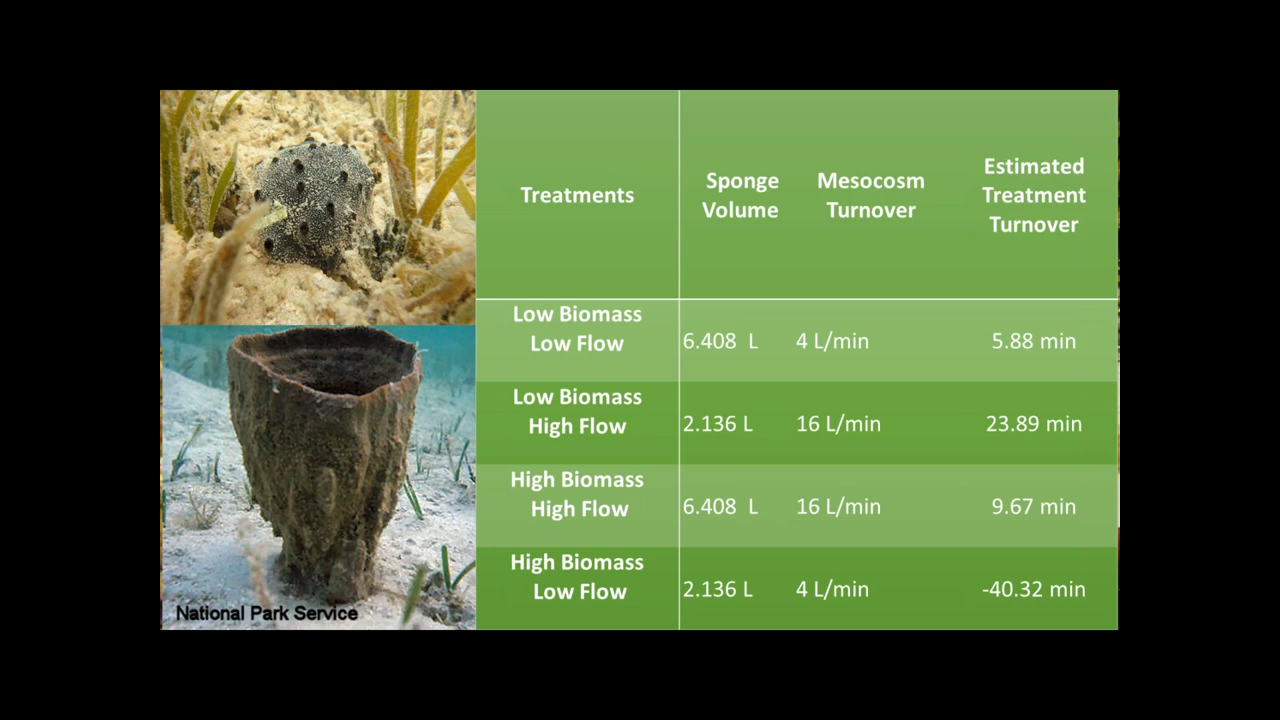 Treatments
Sponge
Volume
Mesocosm
Turnover
Estimated
Treatment
Turnover
Low Biomass
Low Flow
6.408 L
4 L/min
5.88 min
Low Biomass
High Flow
2.136 L
16 L/min
23.89 min
High Biomass
High Flow
6.408 L
16 L/min
9.67 min
High Biomass
Low Flow
2.136 L
4 L/min
-40.32 min
National Park Service